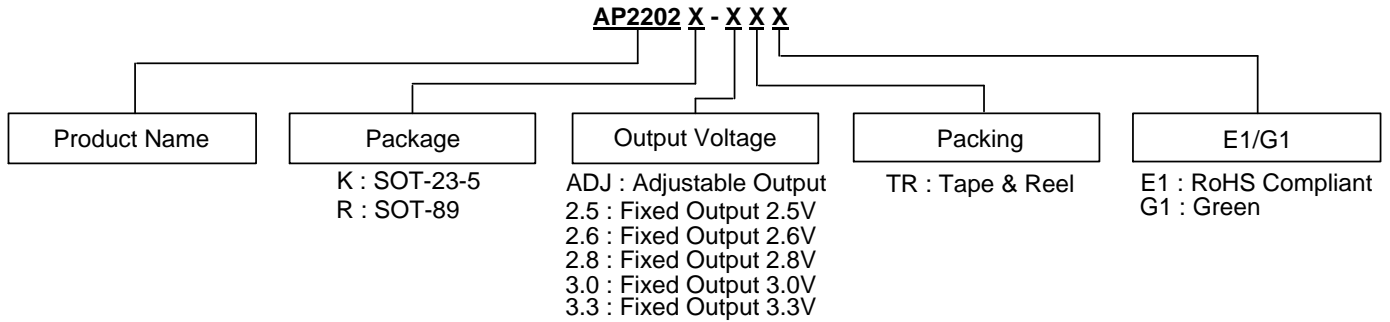 AP2202 X - X X X
Product Name
Package
Output Voltage
Packing
E1/G1
K : SOT-23-5
R : SOT-89
ADJ : Adjustable Output
2.5 : Fixed Output 2.5V
2.6 : Fixed Output 2.6V
2.8 : Fixed Output 2.8V
3.0 : Fixed Output 3.0V
3.3 : Fixed Output 3.3V
TR : Tape & Reel
E1 : RoHS Compliant
G1 : Green